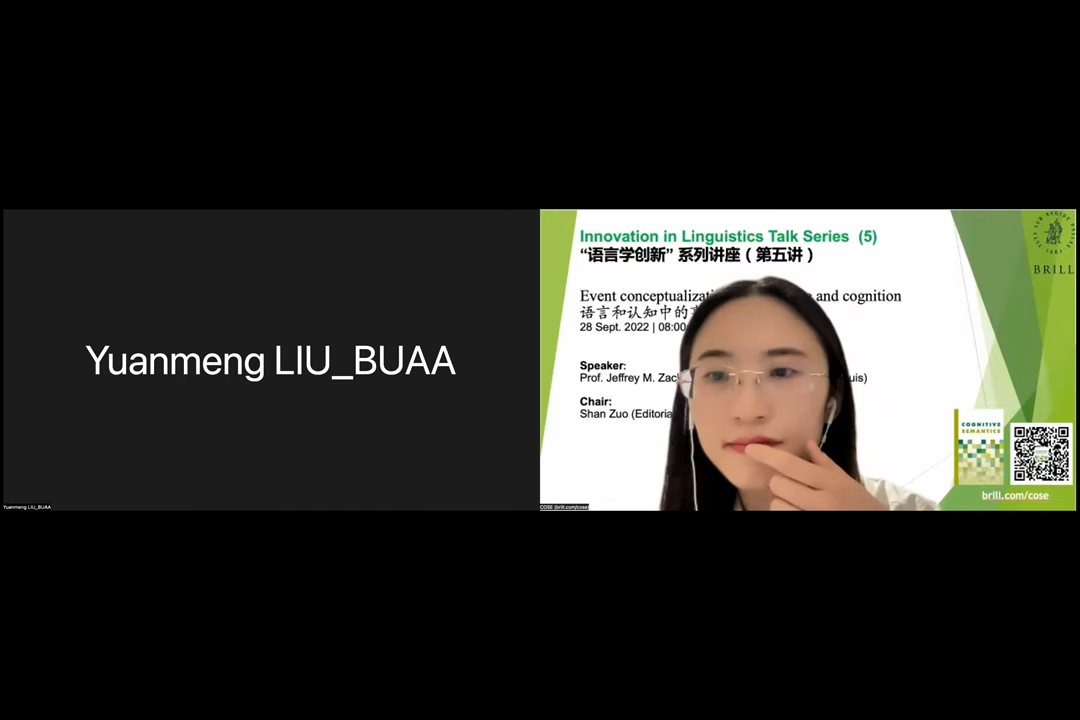 Yuanmeng LIU_BUAA
Yuanmeng LIU_BUAA
Innovation in Linguistics Talk Series (5)
“语言学创新” 系列讲座 ( 第五讲 )
Event conceptualizati and cognition
语言和认知中的
28 Sept. 2022 | 08:00
Speaker:
Prof. Jeffrey M. Zac uis)
Chair:
Shan Zuo (Editoria
BRILL
COGNITIVE
SEMANTICS
brill.com/cose
COSE (brill.com/cose)